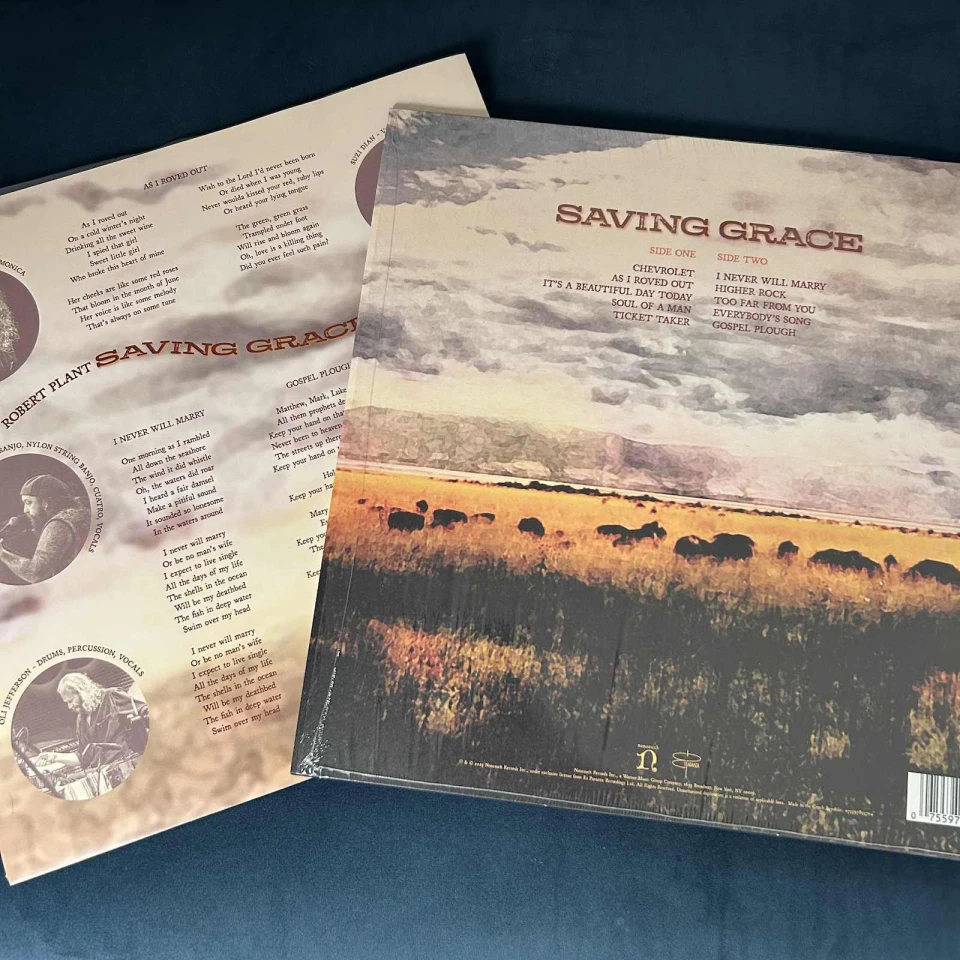 AS I ROVED OUT
As I roved out
On a cold winter's night
Drinking all the sweet wine
I spied that girl
Sweet little girl
Who broke this heart of mine
Her cheeks are like some red roses
That bloom in the month of June
Her voice is like some melody
That's always on some tune
Wish to the Lord I'd never been born
Or died when I was young
Never woulda kissed your red, ruby lips
Or heard your lying tongue
The green, green grass
Trampled under foot
Will rise and bloom again
Oh, love is a killing thing
Did you ever feel such pain?
SUZI DIAN –
ROBERT PLANT
SAVING GRACE
BANJO, NYLON STRING BANJO, CUATRO, VOCALS
I NEVER WILL MARRY
One morning as I rambled
All down the seashore
The wind it did whistle
Oh, the waters did roar
I heard a fair damsel
Make a pitiful sound
It sounded so lonesome
In the waters around
I never will marry
Or be no man's wife
I expect to live single
All the days of my life
The shells in the ocean
Will be my deathbed
The fish in deep water
Swim over my head
I never will marry
Or be no man's wife
I expect to live single
All the days of my life
The shells in the ocean
Will be my deathbed
The fish in deep water
Swim over my head
GOSPEL PLOUGH
Matthew, Mark, Luke
All them prophets
Keep your hand on
Never been to heaven
The streets up there
Keep your hand on
Keep your
Mary
Keep
OLI JEFFERSON – DRUMS, PERCUSSION, VOCALS
SAVING GRACE
SIDE ONE
CHEVROLET
AS I ROVED OUT
IT'S A BEAUTIFUL DAY TODAY
SOUL OF A MAN
TICKET TAKER
SIDE TWO
I NEVER WILL MARRY
HIGHER ROCK
TOO FAR FROM YOU
EVERYBODY'S SONG
GOSPEL PLOUGH
nonesuch
0 75597